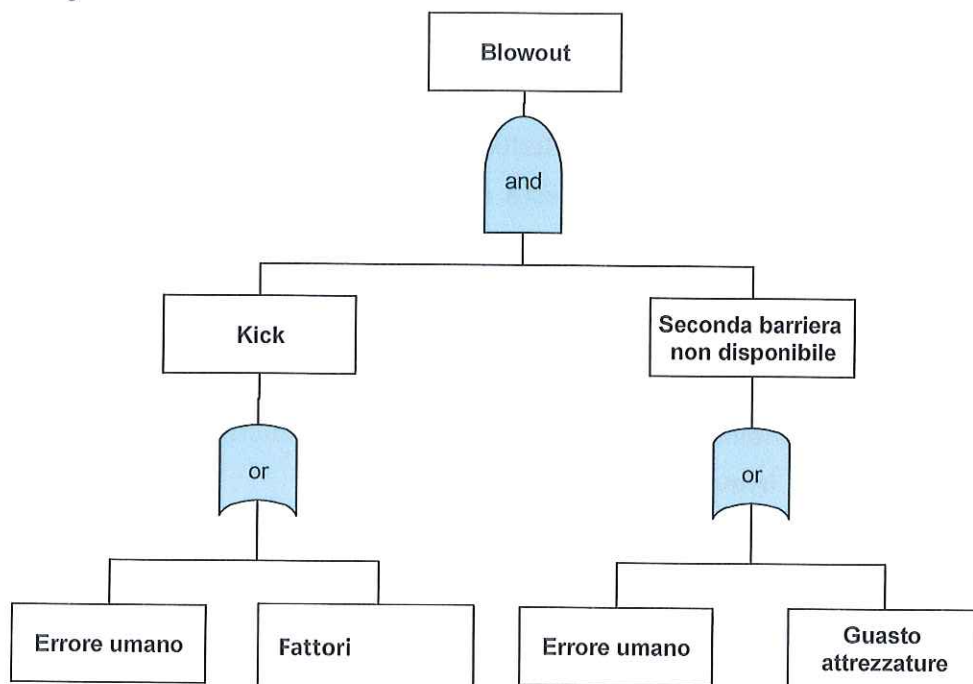 Blowout
and
Kick
Seconda barriera
non disponibile
or
or
Errore umano
Fattori
Errore umano
Guasto
attrezzature